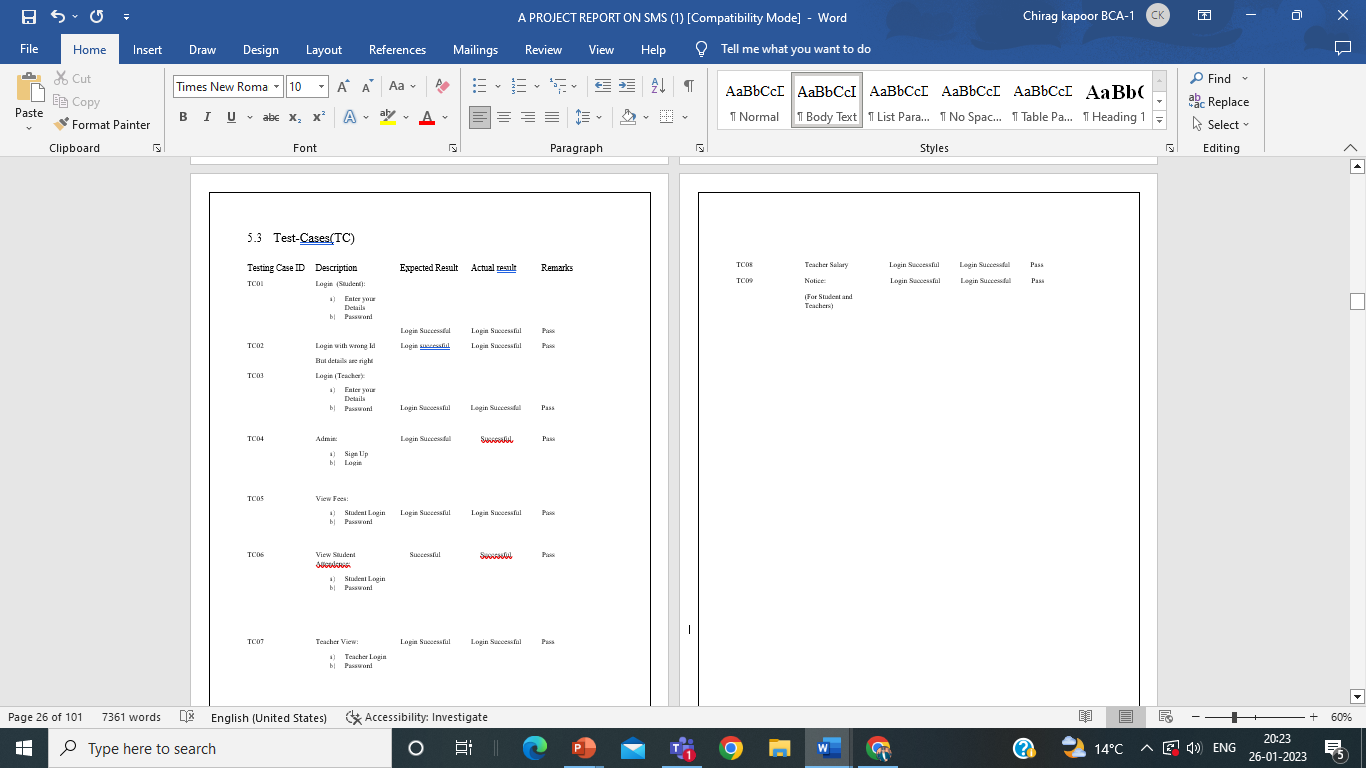 A PROJECT REPORT ON SMS (1) [Compatibility Mode] - Word
Chirag kapoor BCA-1
CK
File Home Insert Draw Design Layout References Mailings Review View Help Tell me what you want to do
Paste
Cut
Copy
Format Painter
Clipboard
Times New Roma 10
Font
Paragraph
AaBbCcI AaBbCcI AaBbCcI AaBbCcI AaBbCcI AaBb(
¶ Normal ¶ Body Text ¶ List Para... ¶ No Spac... ¶ Table Pa... ¶ Heading 1
Styles
Find
Replace
Select
Editing
5.3 Test-Cases(TC)
Testing Case ID Description Expected Result Actual result Remarks
TC01 Login (Student):
a) Enter your
Details
b) Password
Login Successful Login Successful Pass
TC02 Login with wrong Id Login successful Login Successful Pass
But details are right
TC03 Login (Teacher):
a) Enter your
Details
b) Password Login Successful Login Successful Pass
TC04 Admin: Login Successful Successful Pass
a) Sign Up
b) Login
TC05 View Fees:
a) Student Login Login Successful Login Successful Pass
b) Password
TC06 View Student Successful Successful Pass
Attendence:
a) Student Login
b) Password
TC07 Teacher View: Login Successful Login Successful Pass
a) Teacher Login
b) Password
TC08 Teacher Salary Login Successful Login Successful Pass
TC09 Notice: Login Successful Login Successful Pass
(For Student and
Teachers)
Page 26 of 101 7361 words English (United States) Accessibility: Investigate 60%
Type here to search
1
14°C
ENG
20:23
26-01-2023
5